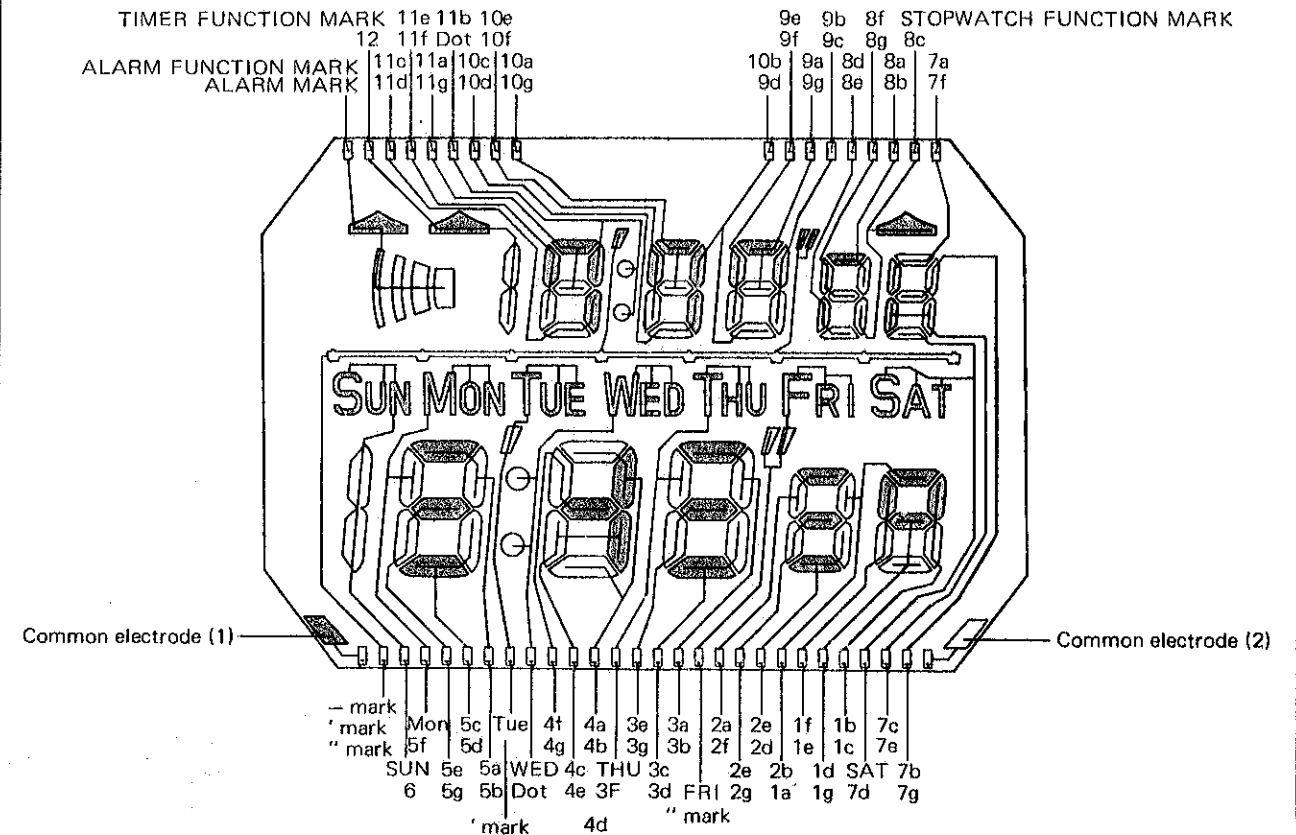 TIMER FUNCTION MARK 11e 11b 10e
12 11f Dot 10f
ALARM FUNCTION MARK 11c 11a 10c 10a
ALARM MARK 11d 11g 10d 10g
9e 9b 8f STOPWATCH FUNCTION MARK
9f 9c 8g 8c
10b 9a 8d 8a 7a
9d 9g 8e 8b 7f
SUN MON TUE WED THU FRI SAT
Common electrode (1)
Common electrode (2)
– mark
' mark Mon 5c Tue 4f 4a 3e 3a 2a 2e 1f 1b 7c
" mark 5f 5d 4g 4b 3g 3b 2f 2d 1e 1c 7e
SUN 5e 5a WED 4c THU 3c 2e 2b 1d SAT 7b
6 5g 5b Dot 4e 3F 3d FRI 2g 1a 1g 7d 7g
" mark
' mark 4d